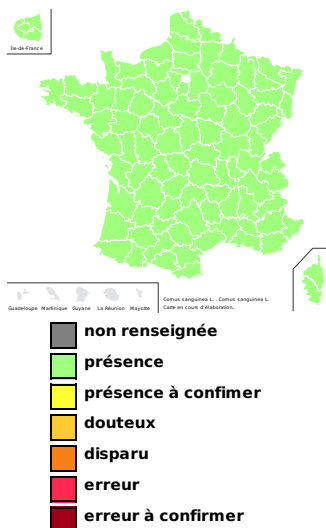 Île-de-France
Guadeloupe Martinique Guyane La Réunion Mayotte
Cornus sanguinea L. , Cornus sanguinea L.
Carte en cours d'élaboration.
non renseignée
présence
présence à confimer
douteux
disparu
erreur
erreur à confirmer